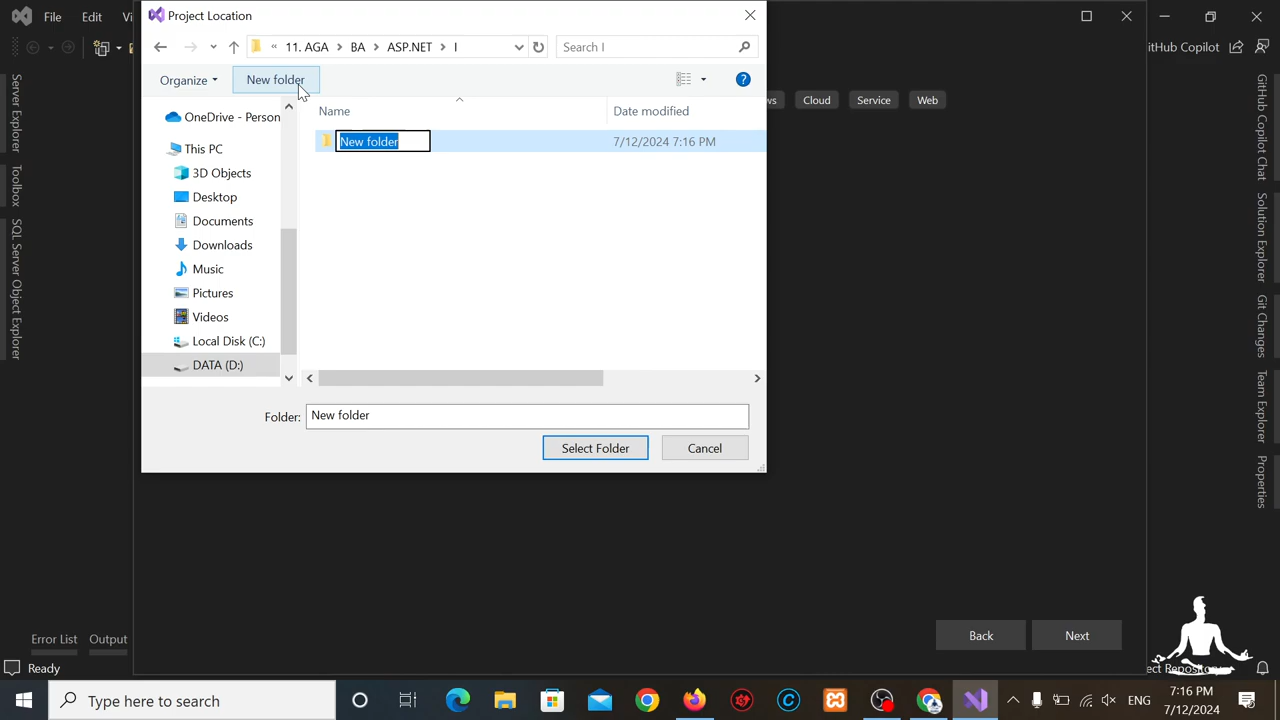 File
Edit
Vi
Project Location
itHub Copilot
« 11. AGA > BA > ASP.NET > I
Search I
Organize
New folder
?
ws
Cloud
Service
Web
Name
Date modified
New folder
7/12/2024 7:16 PM
OneDrive - Person
This PC
3D Objects
Desktop
Documents
Downloads
Music
Pictures
Videos
Local Disk (C:)
DATA (D:)
Folder:
New folder
Select Folder
Cancel
Server Explorer
Toolbox
SQL Server Object Explorer
GitHub Copilot Chat
Solution Explorer
Git Changes
Team Explorer
Properties
Back
Next
Error List
Output
Ready
ect Repository
Type here to search
ENG
7:16 PM
7/12/2024